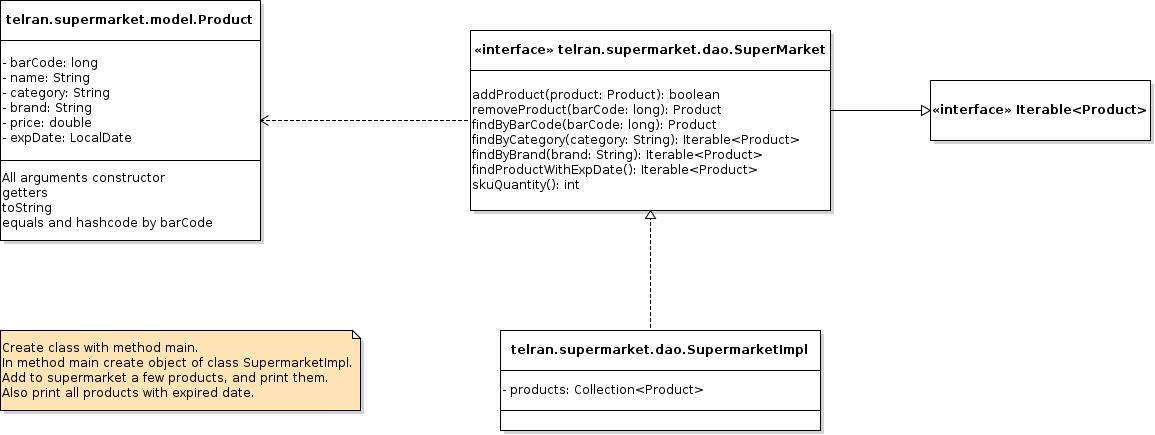 telran.supermarket.model.Product
- barCode: long
- name: String
- category: String
- brand: String
- price: double
- expDate: LocalDate
All arguments constructor
getters
toString
equals and hashcode by barCode
«interface» telran.supermarket.dao.SuperMarket
addProduct(product: Product): boolean
removeProduct(barCode: long): Product
findByBarCode(barCode: long): Product
findByCategory(category: String): Iterable<Product>
findByBrand(brand: String): Iterable<Product>
findProductWithExpDate(): Iterable<Product>
skuQuantity(): int
«interface» Iterable<Product>
Create class with method main.
In method main create object of class SupermarketImpl.
Add to supermarket a few products, and print them.
Also print all products with expired date.
telran.supermarket.dao.SupermarketImpl
- products: Collection<Product>